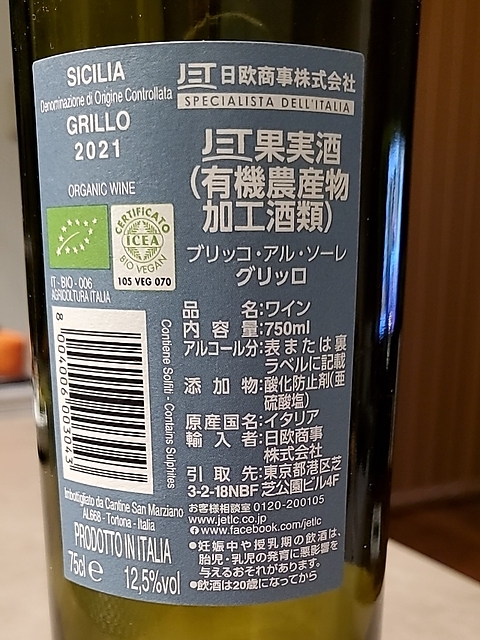 SICILIA
Denominazione di Origine Controllata
GRILLO
2021
ORGANIC WINE
CERTIFICATO
ICEA
BIO VEGAN
105 VEG 070
IT-BIO-006
AGRICOLTURA ITALIA
8 004006 003043
Contiene Solfiti - Contains Sulphites
Imbottigliato da Cantine San Marziano
AL668 - Tortona - Italia
PRODOTTO IN ITALIA
75cl e 12,5%vol
JET 日欧商事株式会社
SPECIALISTA DELL'ITALIA
JET果実酒
(有機農産物
加工酒類)
ブリッコ・アル・ソーレ
グリッロ
品名:ワイン
内容量:750ml
アルコール分:表または裏
ラベルに記載
添加物:酸化防止剤(亜
硫酸塩)
原産国名:イタリア
輸入者:日欧商事
株式会社
引取先:東京都港区芝
3-2-18NBF芝公園ビル4F
お客様相談室 0120-200105
www.jetlc.co.jp
www.facebook.com/jetlc
●妊娠中や授乳期の飲酒は、
胎児・乳児の発育に悪影響を
与えるおそれがあります。
●飲酒は20歳になってから